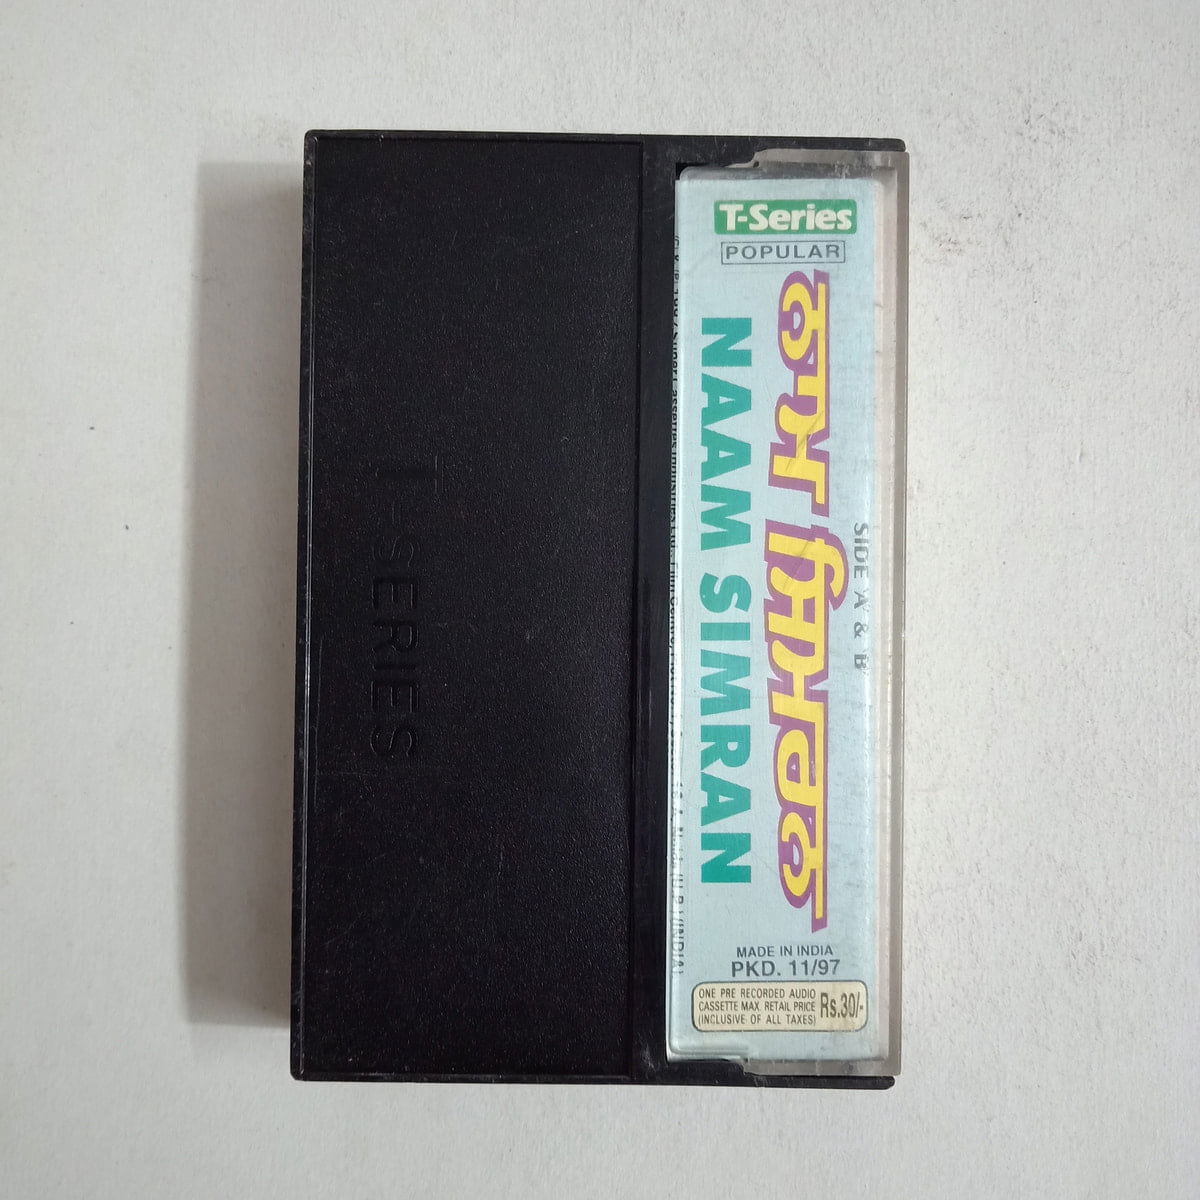 T-Series
POPULAR
ਨਾਮ ਸਿਮਰਨ
NAAM SIMRAN
SIDE 'A' & 'B'
MADE IN INDIA
PKD. 11/97
ONE PRE RECORDED AUDIO
CASSETTE MAX. RETAIL PRICE
(INCLUSIVE OF ALL TAXES)
Rs.30/-
T-SERIES